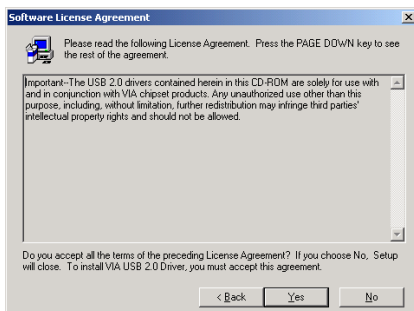 Software License Agreement
Please read the following License Agreement. Press the PAGE DOWN key to see
the rest of the agreement.
Important--The USB 2.0 drivers contained herein in this CD-ROM are solely for use with
and in conjunction with VIA chipset products. Any unauthorized use other than this
purpose, including, without limitation, further redistribution may infringe third parties'
intellectual property rights and should not be allowed.
Do you accept all the terms of the preceding License Agreement? If you choose No, Setup
will close. To install VIA USB 2.0 Driver, you must accept this agreement.
< Back Yes No